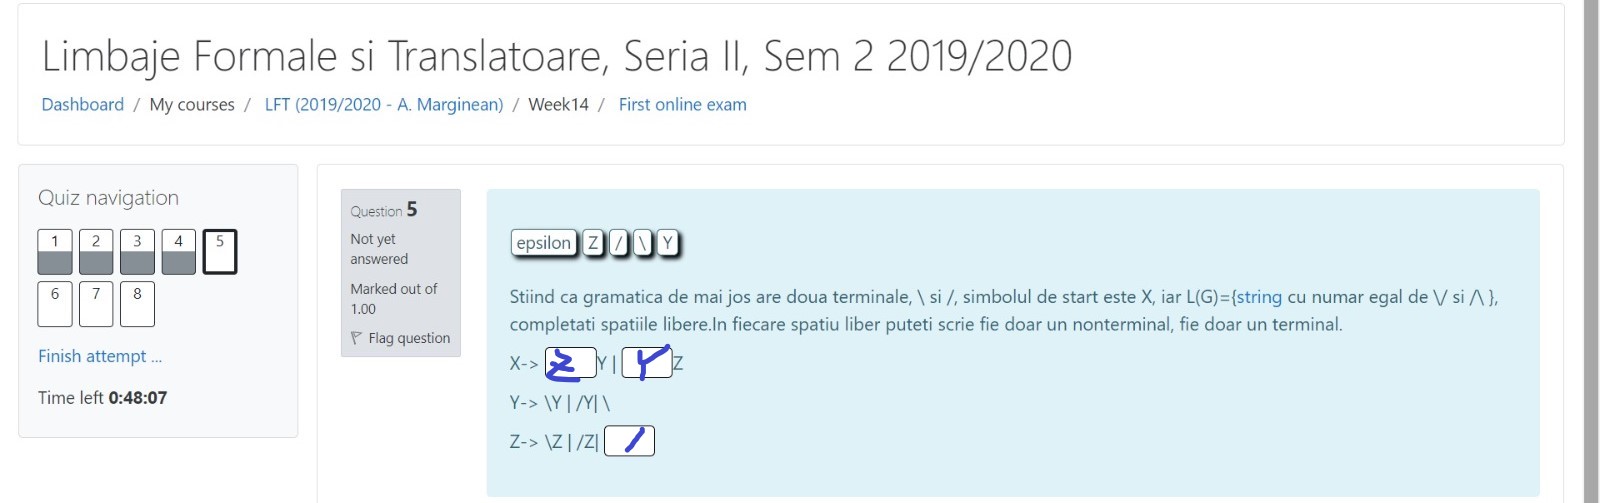 Limbaje Formale si Translatoare, Seria II, Sem 2 2019/2020
Dashboard / My courses / LFT (2019/2020 - A. Marginean) / Week14 / First online exam
Quiz navigation
1 2 3 4 5
6 7 8
Finish attempt ...
Time left 0:48:07
Question 5
Not yet
answered
Marked out of
1.00
Flag question
epsilon Z / \ Y
Stiind ca gramatica de mai jos are doua terminale, \ si /, simbolul de start este X, iar L(G)={string cu numar egal de \/ si /\ },
completati spatiile libere.In fiecare spatiu liber puteti scrie fie doar un nonterminal, fie doar un terminal.
X-> Z Y | Y Z
Y-> \Y | /Y| \
Z-> \Z | /Z| /